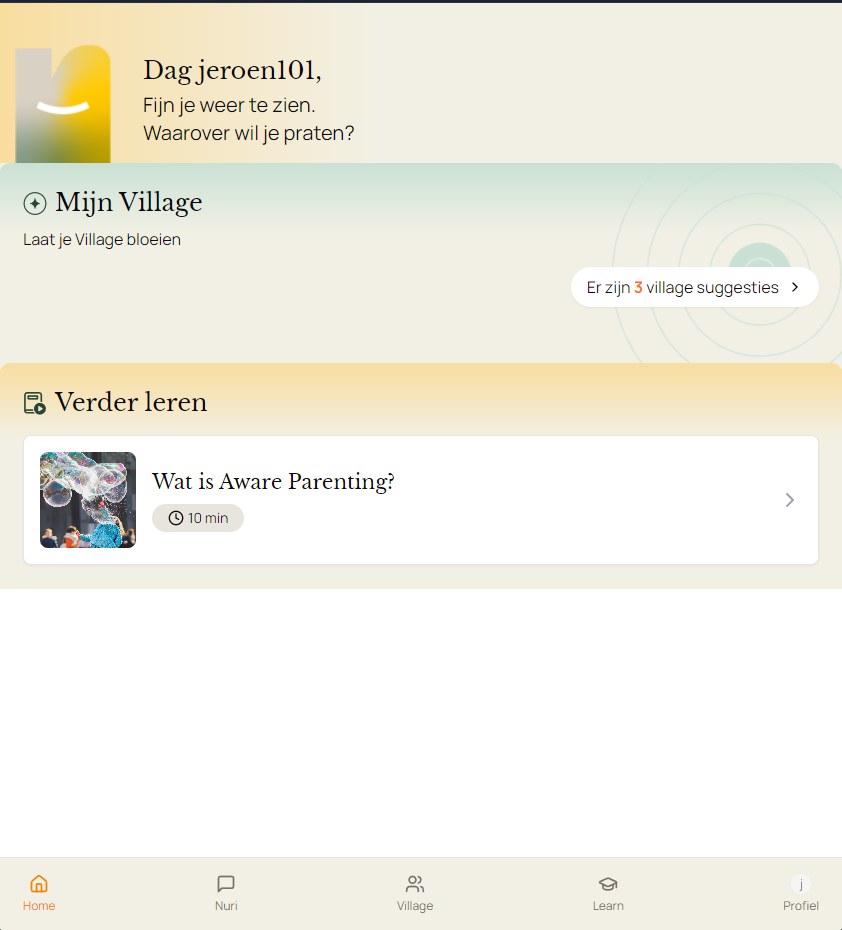 Dag jeroen101,
Fijn je weer te zien.
Waarover wil je praten?
Mijn Village
Laat je Village bloeien
Er zijn 3 village suggesties
Verder leren
Wat is Aware Parenting?
10 min
Home
Nuri
Village
Learn
j
Profiel